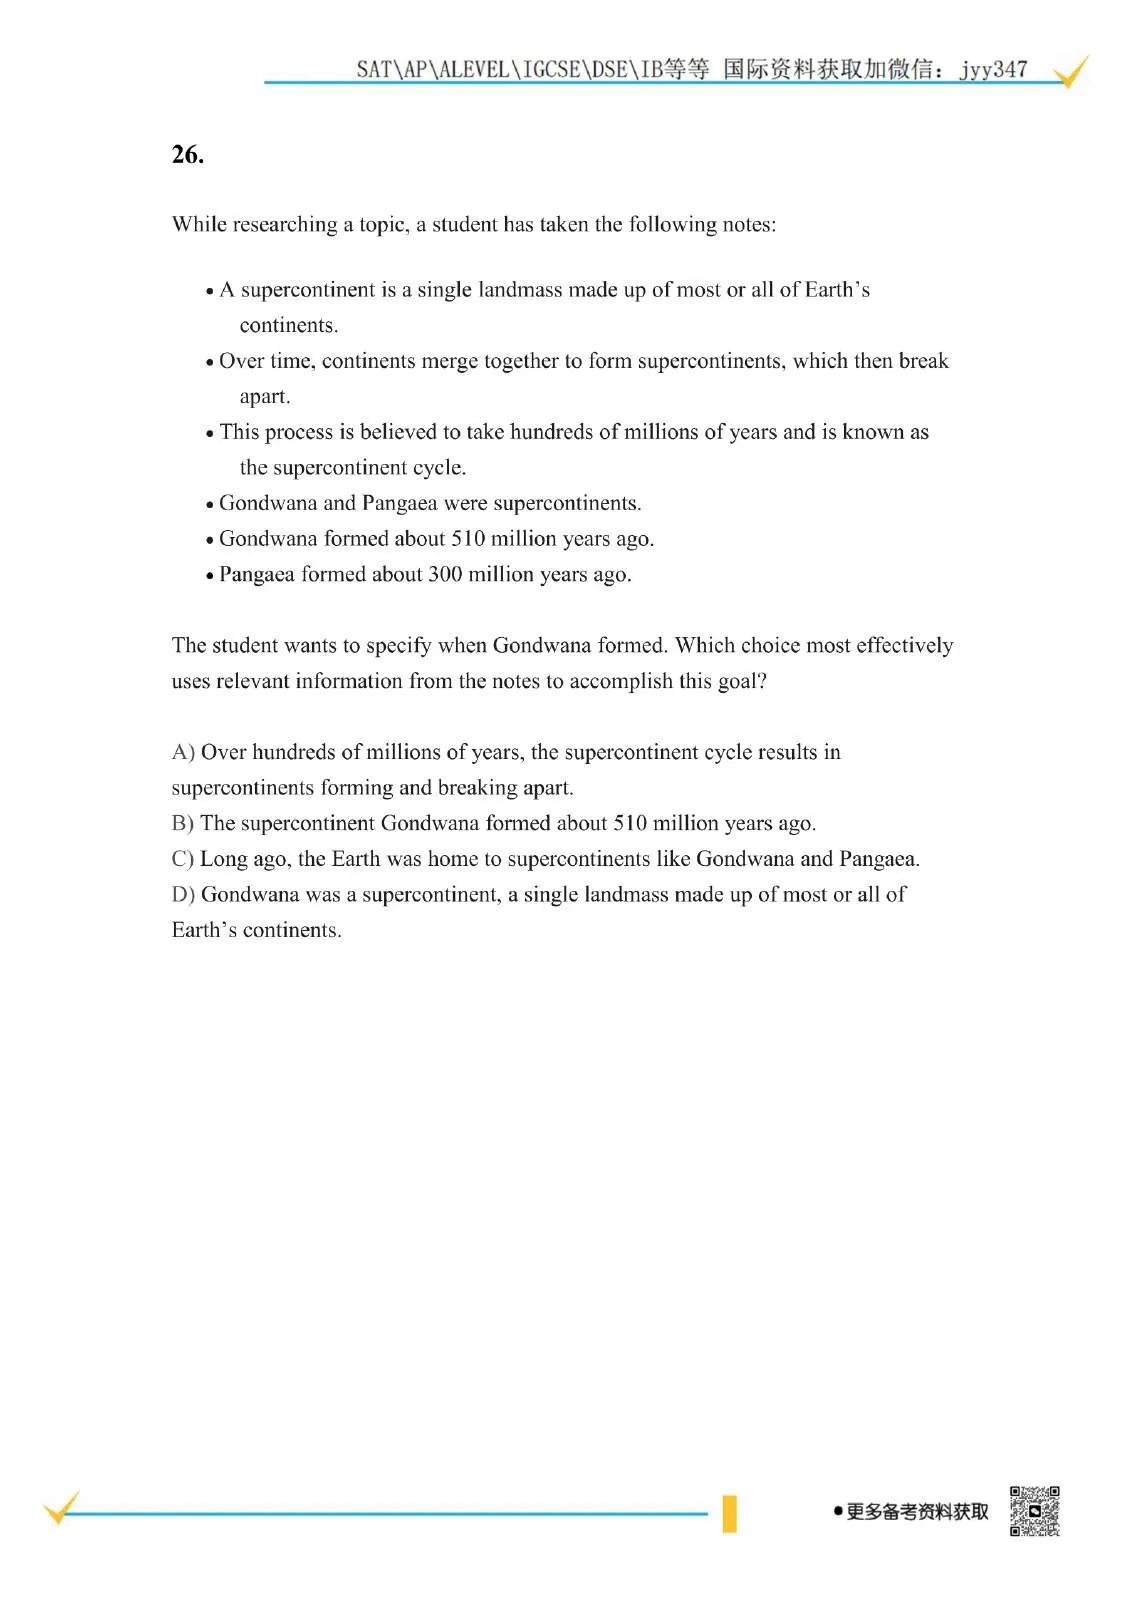 SAT\AP\ALEVEL\IGCSE\DSE\IB等等 国际资料获取加微信：jyy347
26.
While researching a topic, a student has taken the following notes:
• A supercontinent is a single landmass made up of most or all of Earth’s
continents.
• Over time, continents merge together to form supercontinents, which then break
apart.
• This process is believed to take hundreds of millions of years and is known as
the supercontinent cycle.
• Gondwana and Pangaea were supercontinents.
• Gondwana formed about 510 million years ago.
• Pangaea formed about 300 million years ago.
The student wants to specify when Gondwana formed. Which choice most effectively
uses relevant information from the notes to accomplish this goal?
A) Over hundreds of millions of years, the supercontinent cycle results in
supercontinents forming and breaking apart.
B) The supercontinent Gondwana formed about 510 million years ago.
C) Long ago, the Earth was home to supercontinents like Gondwana and Pangaea.
D) Gondwana was a supercontinent, a single landmass made up of most or all of
Earth’s continents.
•更多备考资料获取